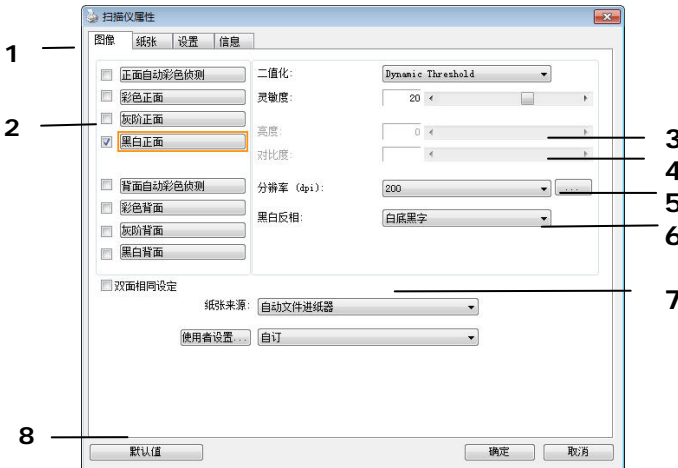 扫描仪属性
图像 纸张 设置 信息
1
正面自动彩色侦测
彩色正面
2
灰阶正面
黑白正面
背面自动彩色侦测
彩色背面
灰阶背面
黑白背面
二值化: Dynamic Threshold
灵敏度: 20
亮度: 0
3
对比度:
4
分辨率 (dpi): 200 ...
5
黑白反相: 白底黑字
6
双面相同设定
7
纸张来源: 自动文件进纸器
使用者设置... 自订
8
默认值 确定 取消